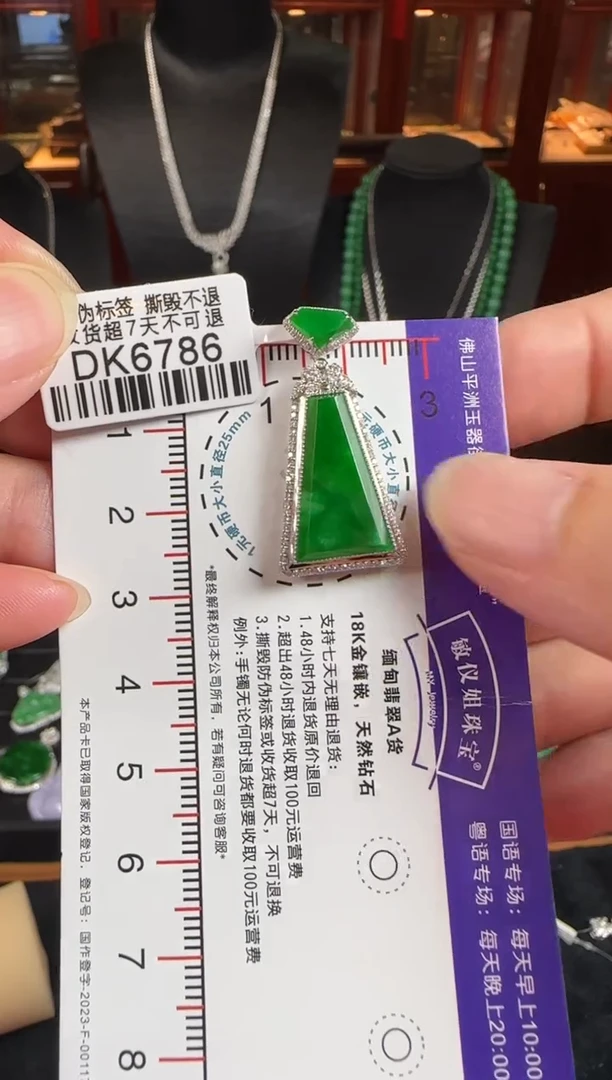 伪标签 撕毁不退
货超7天不可退
DK6786
1
3
1元硬币大小直径25mm
元硬币大小直
1
2
3
4
5
6
7
8
佛山平洲玉器
敏仪姐珠宝®
MY Jewelry
缅甸翡翠A货
18K金镶嵌，天然钻石
支持七天无理由退货：
1.48小时内退货原价退回
2.超出48小时退货收取100元运营费
3.撕毁防伪标签或收货超7天，不可退换
例外：手镯无论何时退货都要收取100元运营费
*最终解释权归本公司所有，若有疑问可咨询客服*
本产品卡已取得国家版权登记，登记号：国作登字-2023-F-0011
国语专场：每天早上10:00
粤语专场：每天晚上20:00